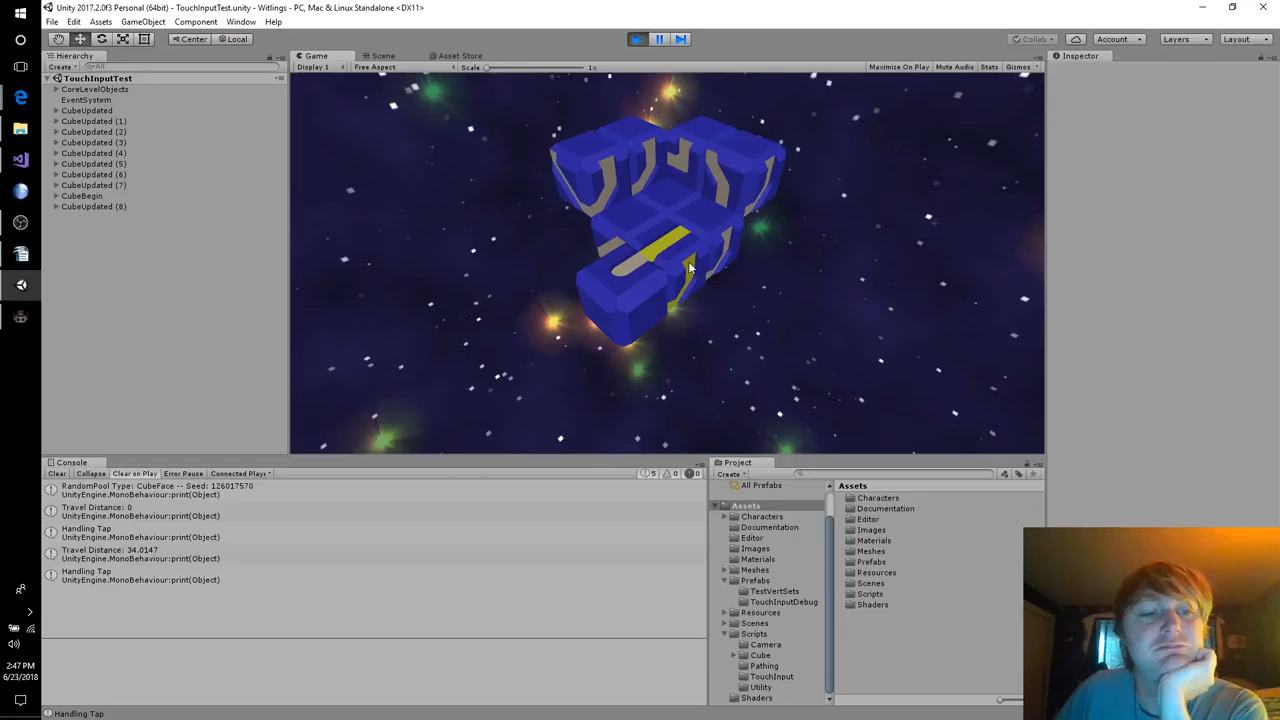 Unity 2017.2.0f3 Personal (64bit) - TouchInputTest.unity - Witlings - PC, Mac & Linux Standalone <DX11>
File Edit Assets GameObject Component Window Help
Center Local Collab Account Layers Layout
Hierarchy Game Scene Asset Store Inspector
Create All Display 1 Free Aspect Scale 1x Maximize On Play Mute Audio Stats Gizmos
TouchInputTest
CoreLevelObjects
EventSystem
CubeUpdated
CubeUpdated (1)
CubeUpdated (2)
CubeUpdated (3)
CubeUpdated (4)
CubeUpdated (5)
CubeUpdated (6)
CubeUpdated (7)
CubeBegin
CubeUpdated (8)
Console
Clear Collapse Clear on Play Error Pause Connected Playe 5 0 0
RandomPool Type: CubeFace -- Seed: 126017570
UnityEngine.MonoBehaviour:print(Object)
Travel Distance: 0
UnityEngine.MonoBehaviour:print(Object)
Handling Tap
UnityEngine.MonoBehaviour:print(Object)
Travel Distance: 34.0147
UnityEngine.MonoBehaviour:print(Object)
Handling Tap
UnityEngine.MonoBehaviour:print(Object)
Project
Create
All Prefabs
Assets
Characters
Documentation
Editor
Images
Materials
Meshes
Prefabs
TestVertSets
TouchInputDebug
Resources
Scenes
Scripts
Camera
Cube
Pathing
TouchInput
Utility
Shaders
Assets
Characters
Documentation
Editor
Images
Materials
Meshes
Prefabs
Resources
Scenes
Scripts
Shaders
2:47 PM
6/23/2018
Handling Tap